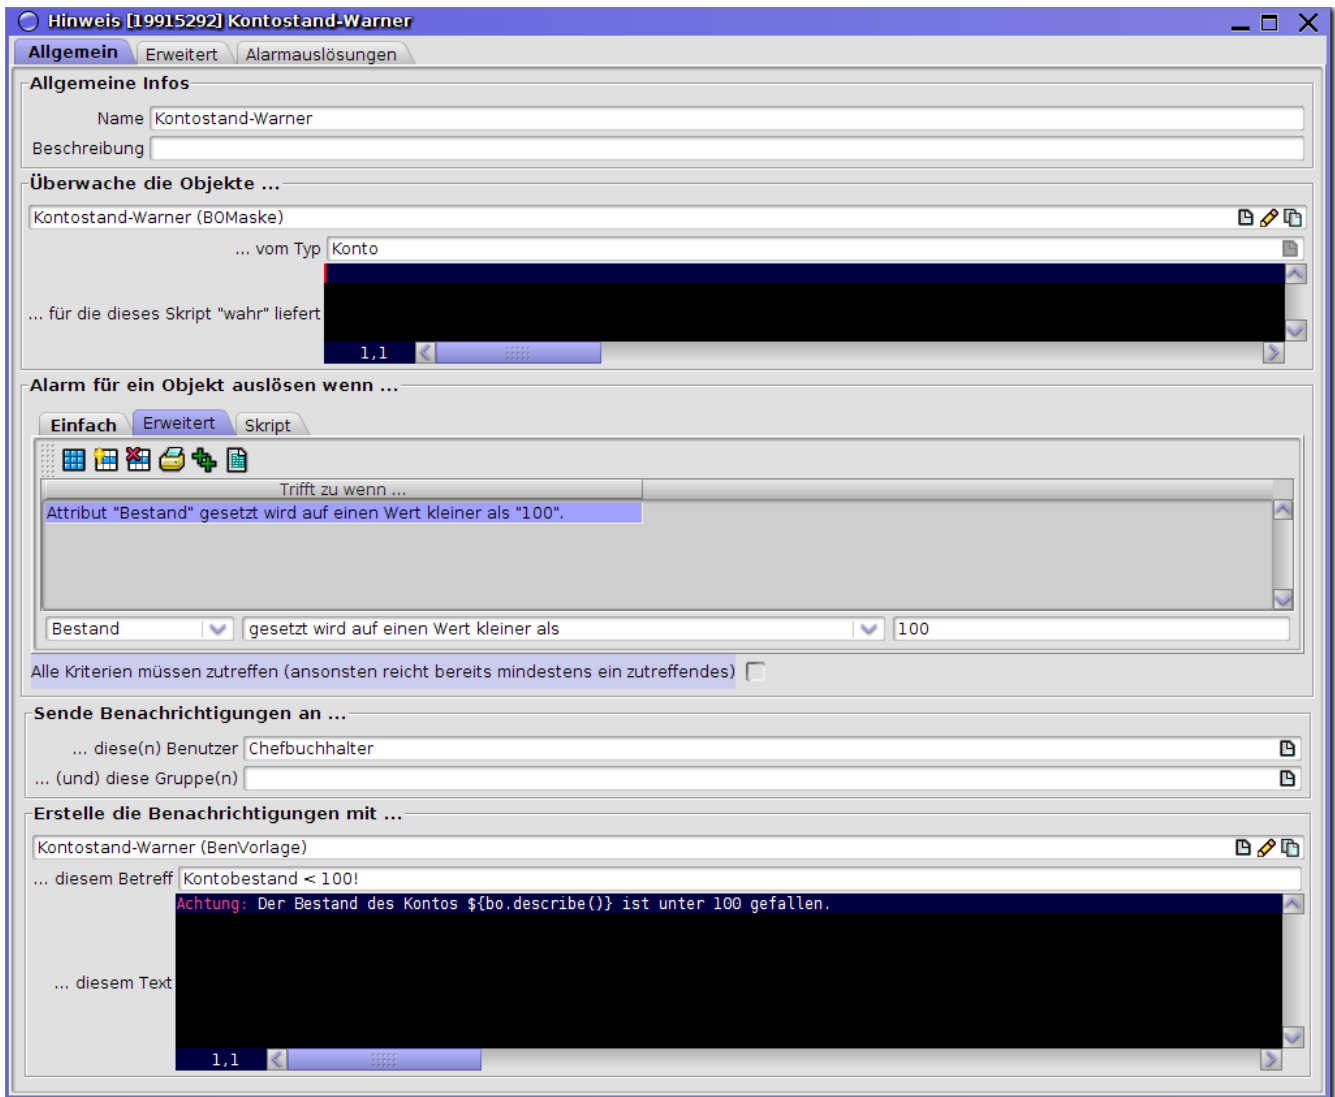 Hinweis [19915292] Kontostand-Warner
Allgemein Erweitert Alarmauslösungen
Allgemeine Infos
Name Kontostand-Warner
Beschreibung
Überwache die Objekte ...
Kontostand-Warner (BOMaske)
... vom Typ Konto
... für die dieses Skript "wahr" liefert
1,1
Alarm für ein Objekt auslösen wenn ...
Einfach Erweitert Skript
Trifft zu wenn ...
Attribut "Bestand" gesetzt wird auf einen Wert kleiner als "100".
Bestand gesetzt wird auf einen Wert kleiner als 100
Alle Kriterien müssen zutreffen (ansonsten reicht bereits mindestens ein zutreffendes)
Sende Benachrichtigungen an ...
... diese(n) Benutzer Chefbuchhalter
... (und) diese Gruppe(n)
Erstelle die Benachrichtigungen mit ...
Kontostand-Warner (BenVorlage)
... diesem Betreff Kontobestand < 100!
Achtung: Der Bestand des Kontos ${bo.describe()} ist unter 100 gefallen.
... diesem Text
1,1